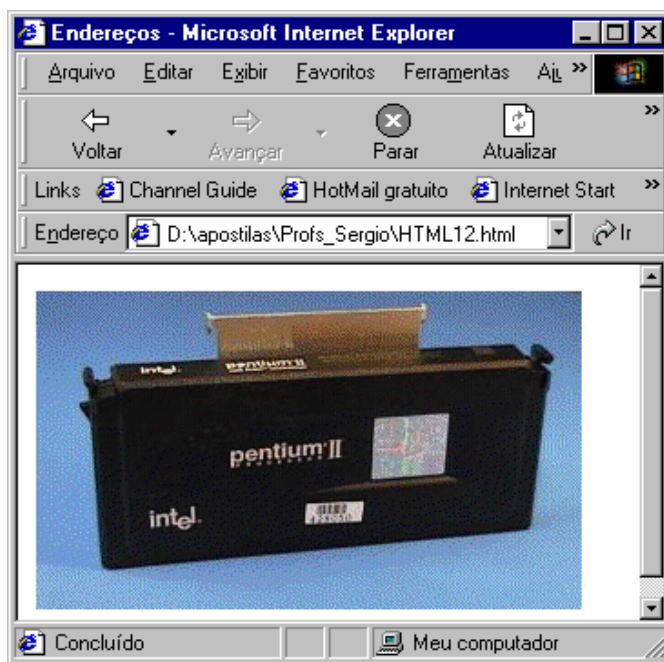 Endereços - Microsoft Internet Explorer
Arquivo Editar Exibir Favoritos Ferramentas Aju »
Voltar Avançar Parar Atualizar »
Links Channel Guide HotMail gratuito Internet Start »
Endereço D:\apostilas\Profs_Sergio\HTML12.html Ir
intel. pentium II
pentium II
intel.
Concluído Meu computador